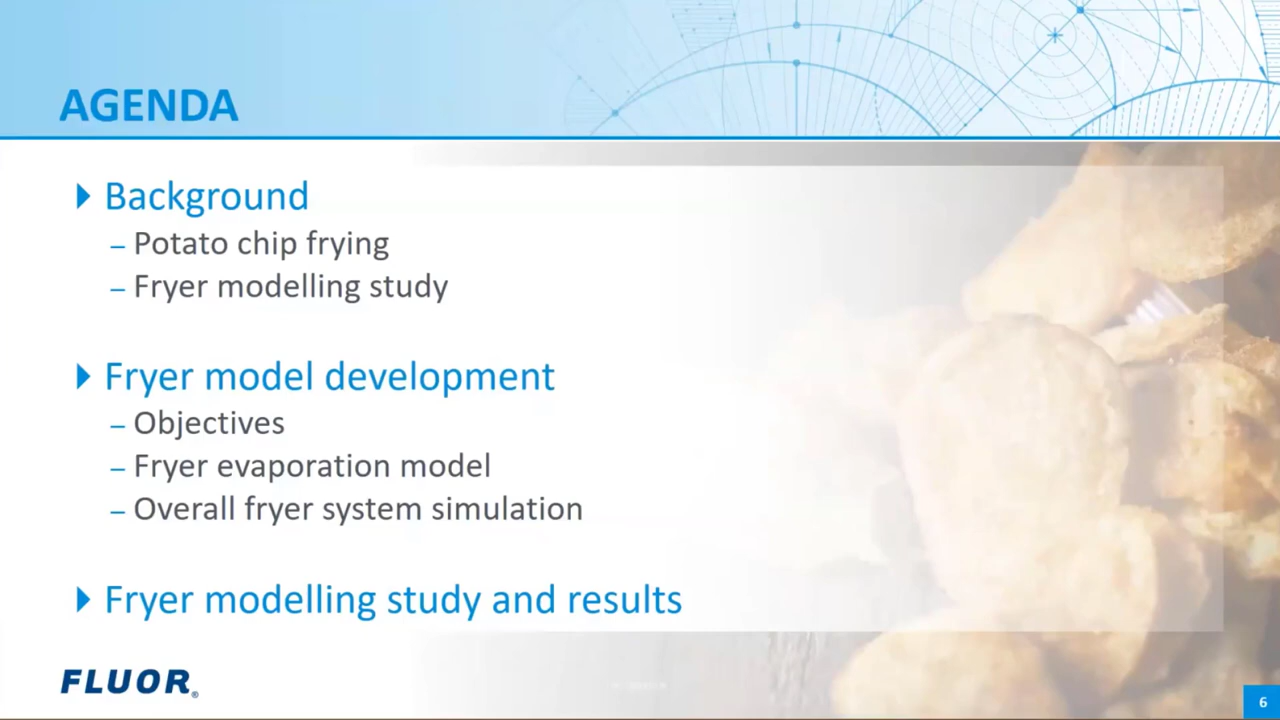 AGENDA
Background
– Potato chip frying
– Fryer modelling study
Fryer model development
– Objectives
– Fryer evaporation model
– Overall fryer system simulation
Fryer modelling study and results
FLUOR®
6